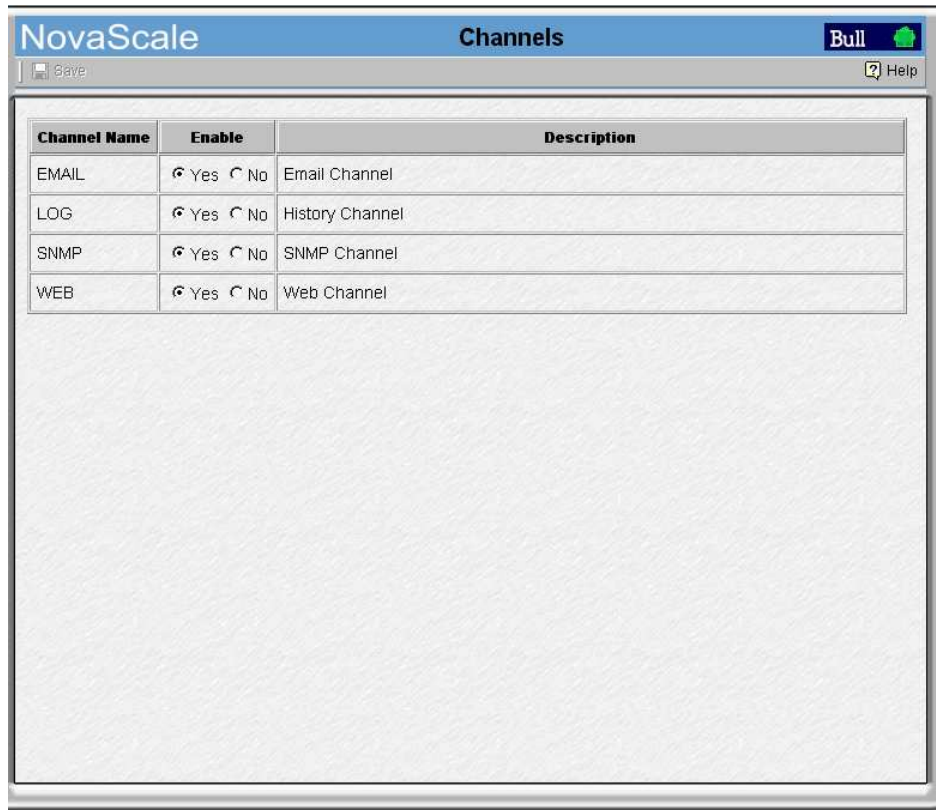 NovaScale Channels Bull
Save Help
Channel Name Enable Description
EMAIL Yes No Email Channel
LOG Yes No History Channel
SNMP Yes No SNMP Channel
WEB Yes No Web Channel